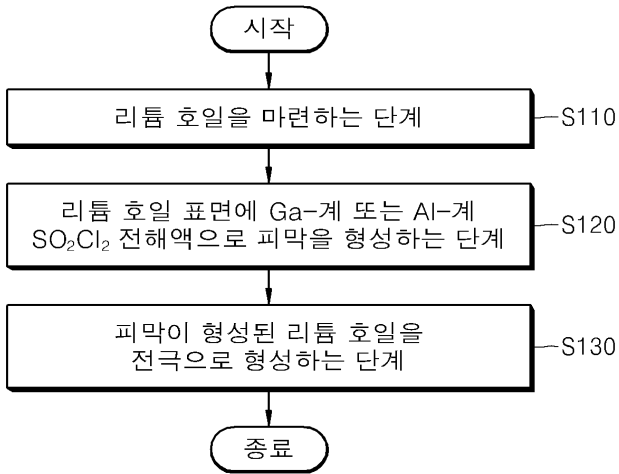 시작
리튬 호일을 마련하는 단계
S110
리튬 호일 표면에 Ga-계 또는 Al-계
SO₂Cl₂ 전해액으로 피막을 형성하는 단계
S120
피막이 형성된 리튬 호일을
전극으로 형성하는 단계
S130
종료